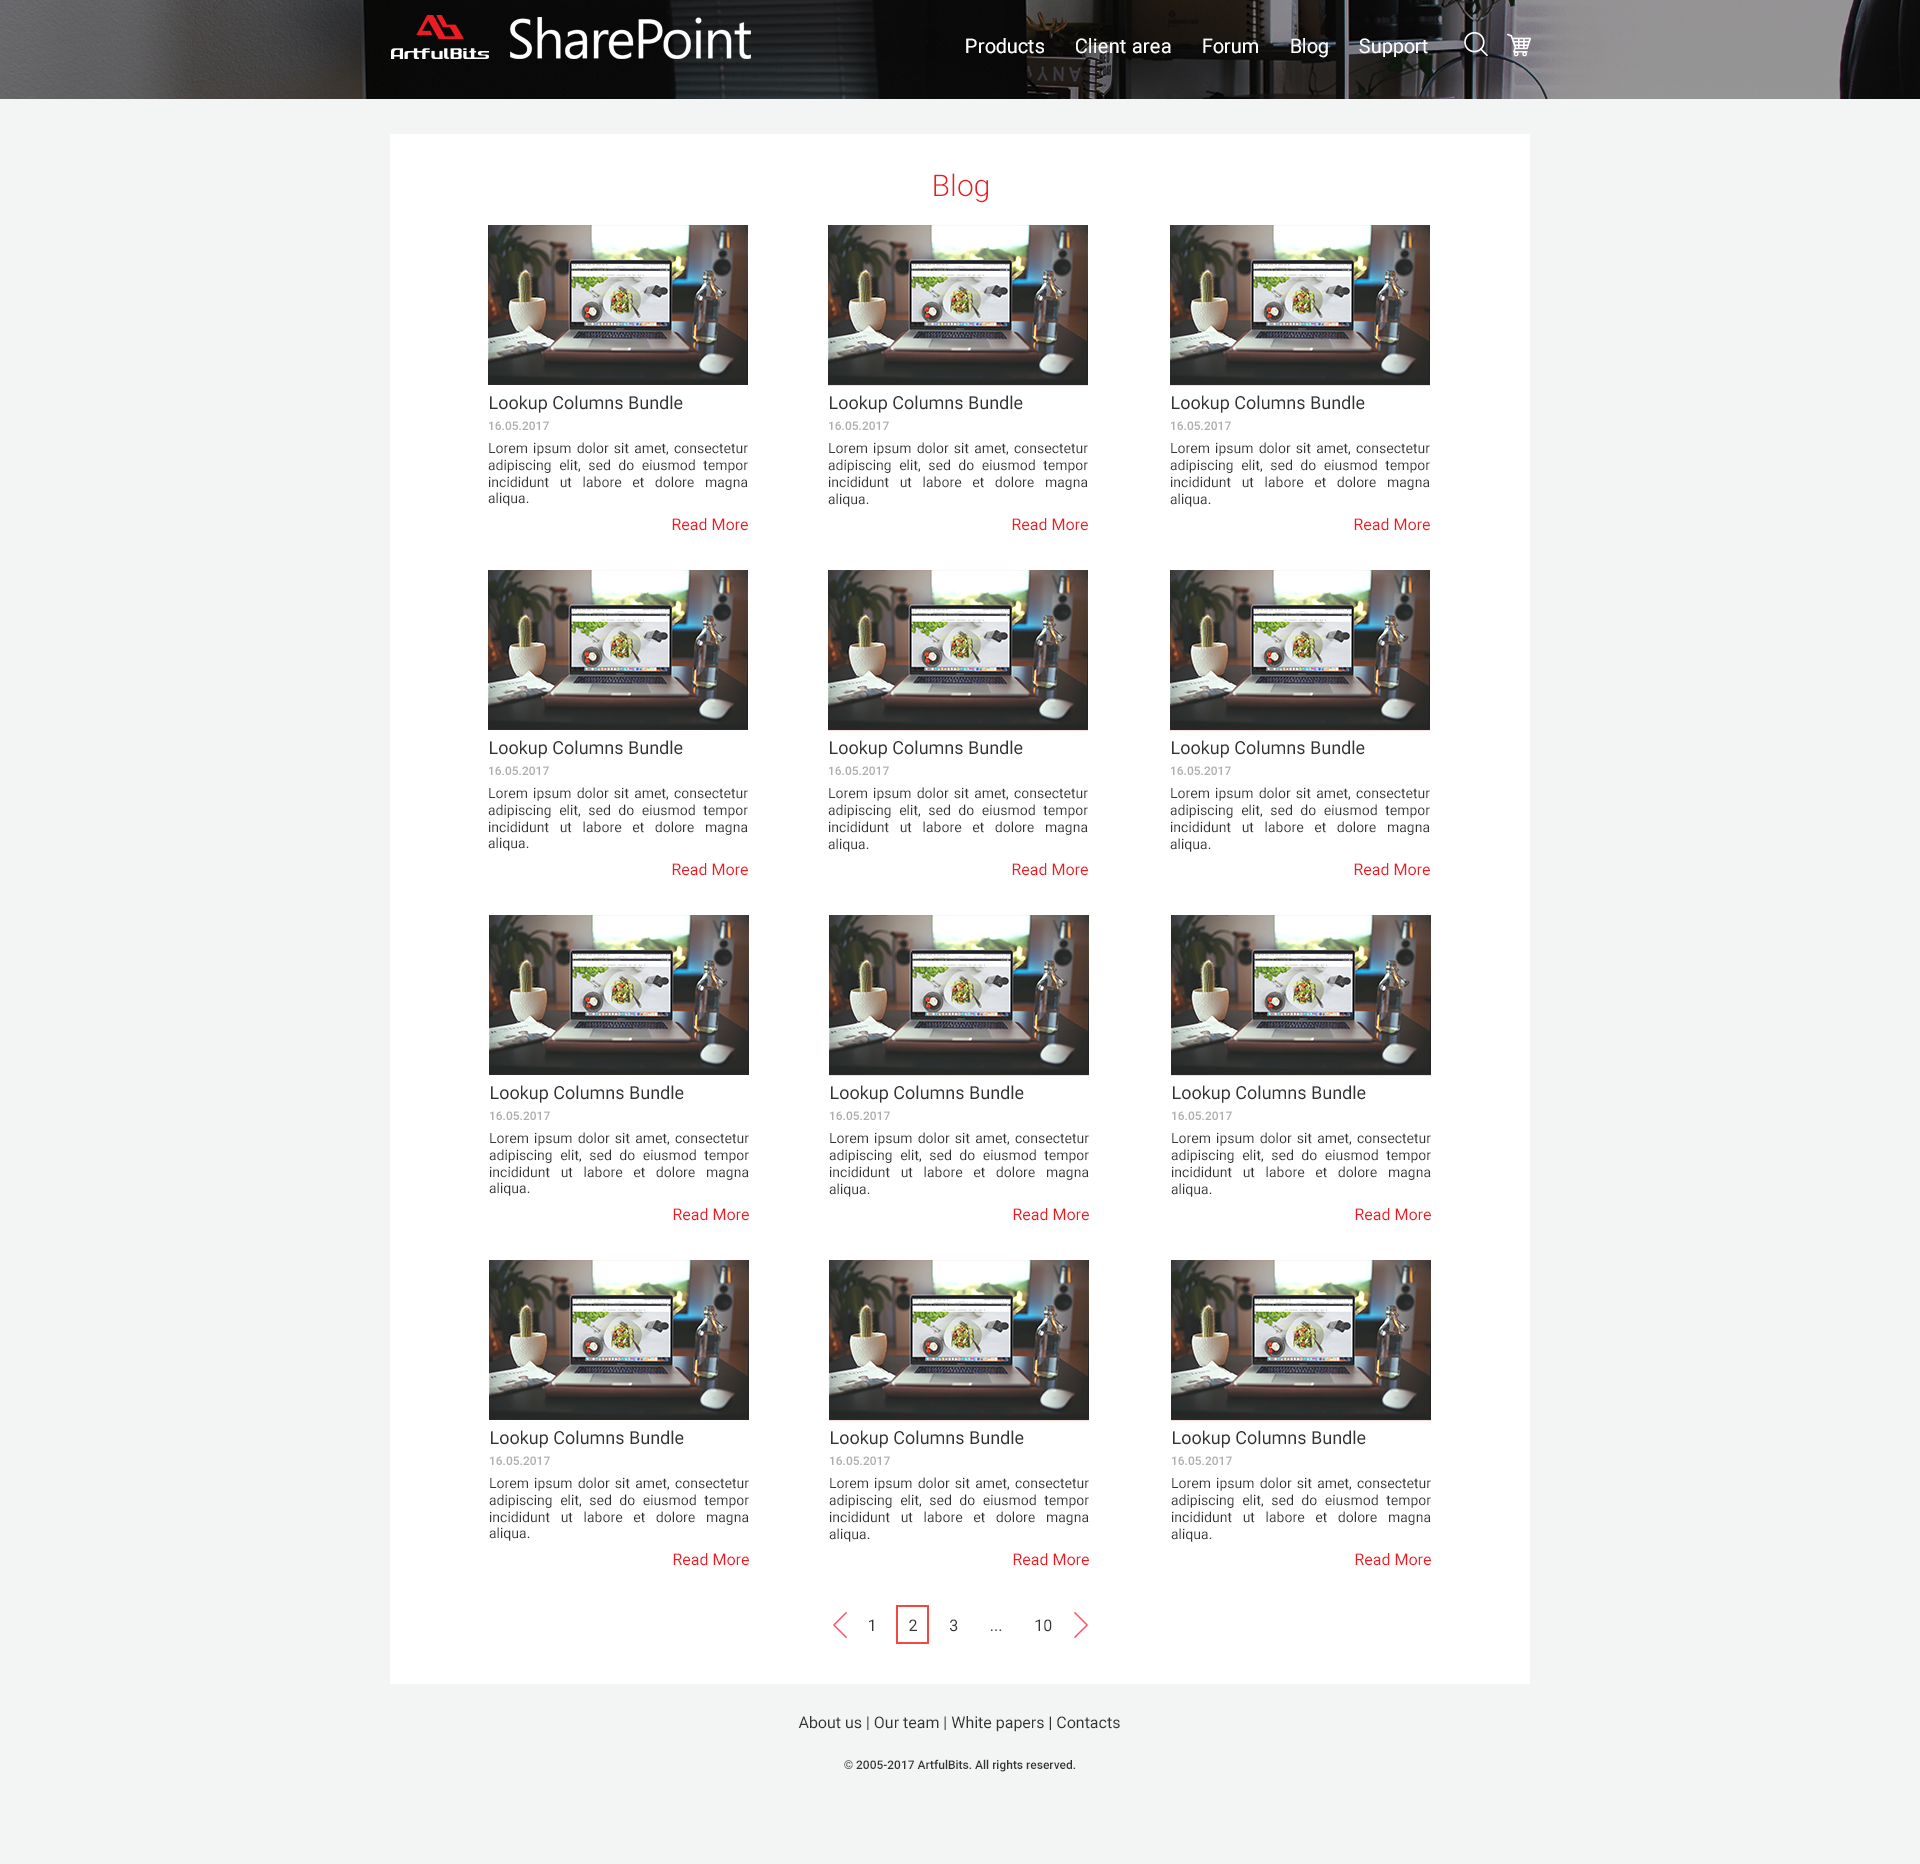 ArtfulBits SharePoint Products Client area Forum Blog Support
ANY
Blog
Lookup Columns Bundle
16.05.2017
Lorem ipsum dolor sit amet, consectetur
adipiscing elit, sed do eiusmod tempor
incididunt ut labore et dolore magna
aliqua.
Read More
Lookup Columns Bundle
16.05.2017
Lorem ipsum dolor sit amet, consectetur
adipiscing elit, sed do eiusmod tempor
incididunt ut labore et dolore magna
aliqua.
Read More
Lookup Columns Bundle
16.05.2017
Lorem ipsum dolor sit amet, consectetur
adipiscing elit, sed do eiusmod tempor
incididunt ut labore et dolore magna
aliqua.
Read More
Lookup Columns Bundle
16.05.2017
Lorem ipsum dolor sit amet, consectetur
adipiscing elit, sed do eiusmod tempor
incididunt ut labore et dolore magna
aliqua.
Read More
Lookup Columns Bundle
16.05.2017
Lorem ipsum dolor sit amet, consectetur
adipiscing elit, sed do eiusmod tempor
incididunt ut labore et dolore magna
aliqua.
Read More
Lookup Columns Bundle
16.05.2017
Lorem ipsum dolor sit amet, consectetur
adipiscing elit, sed do eiusmod tempor
incididunt ut labore et dolore magna
aliqua.
Read More
Lookup Columns Bundle
16.05.2017
Lorem ipsum dolor sit amet, consectetur
adipiscing elit, sed do eiusmod tempor
incididunt ut labore et dolore magna
aliqua.
Read More
Lookup Columns Bundle
16.05.2017
Lorem ipsum dolor sit amet, consectetur
adipiscing elit, sed do eiusmod tempor
incididunt ut labore et dolore magna
aliqua.
Read More
Lookup Columns Bundle
16.05.2017
Lorem ipsum dolor sit amet, consectetur
adipiscing elit, sed do eiusmod tempor
incididunt ut labore et dolore magna
aliqua.
Read More
Lookup Columns Bundle
16.05.2017
Lorem ipsum dolor sit amet, consectetur
adipiscing elit, sed do eiusmod tempor
incididunt ut labore et dolore magna
aliqua.
Read More
Lookup Columns Bundle
16.05.2017
Lorem ipsum dolor sit amet, consectetur
adipiscing elit, sed do eiusmod tempor
incididunt ut labore et dolore magna
aliqua.
Read More
Lookup Columns Bundle
16.05.2017
Lorem ipsum dolor sit amet, consectetur
adipiscing elit, sed do eiusmod tempor
incididunt ut labore et dolore magna
aliqua.
Read More
1 2 3 ... 10
About us | Our team | White papers | Contacts
© 2005-2017 ArtfulBits. All rights reserved.